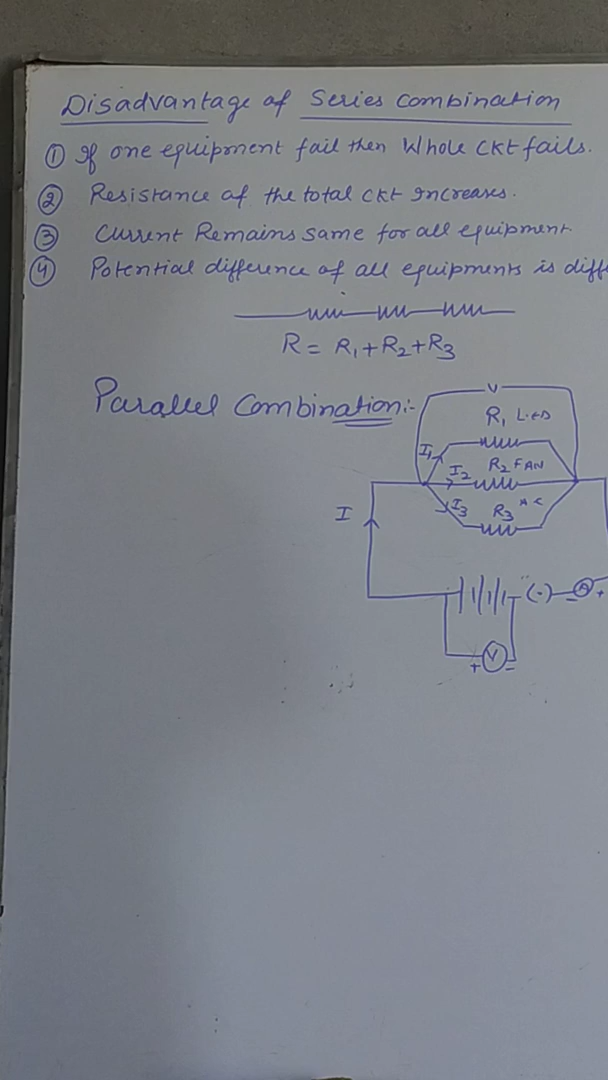 Disadvantage of Series Combination
① If one equipment fail then Whole CKt fails.
② Resistance of the total CKt Increases.
③ Current Remains same for all equipment.
④ Potential difference of all equipments is diff
R = R1+R2+R3
Parallel Combination:-
V
R1 LED
I1
I2 R2 FAN
I3 R3 AC
I
(·) A
- +
+ V -